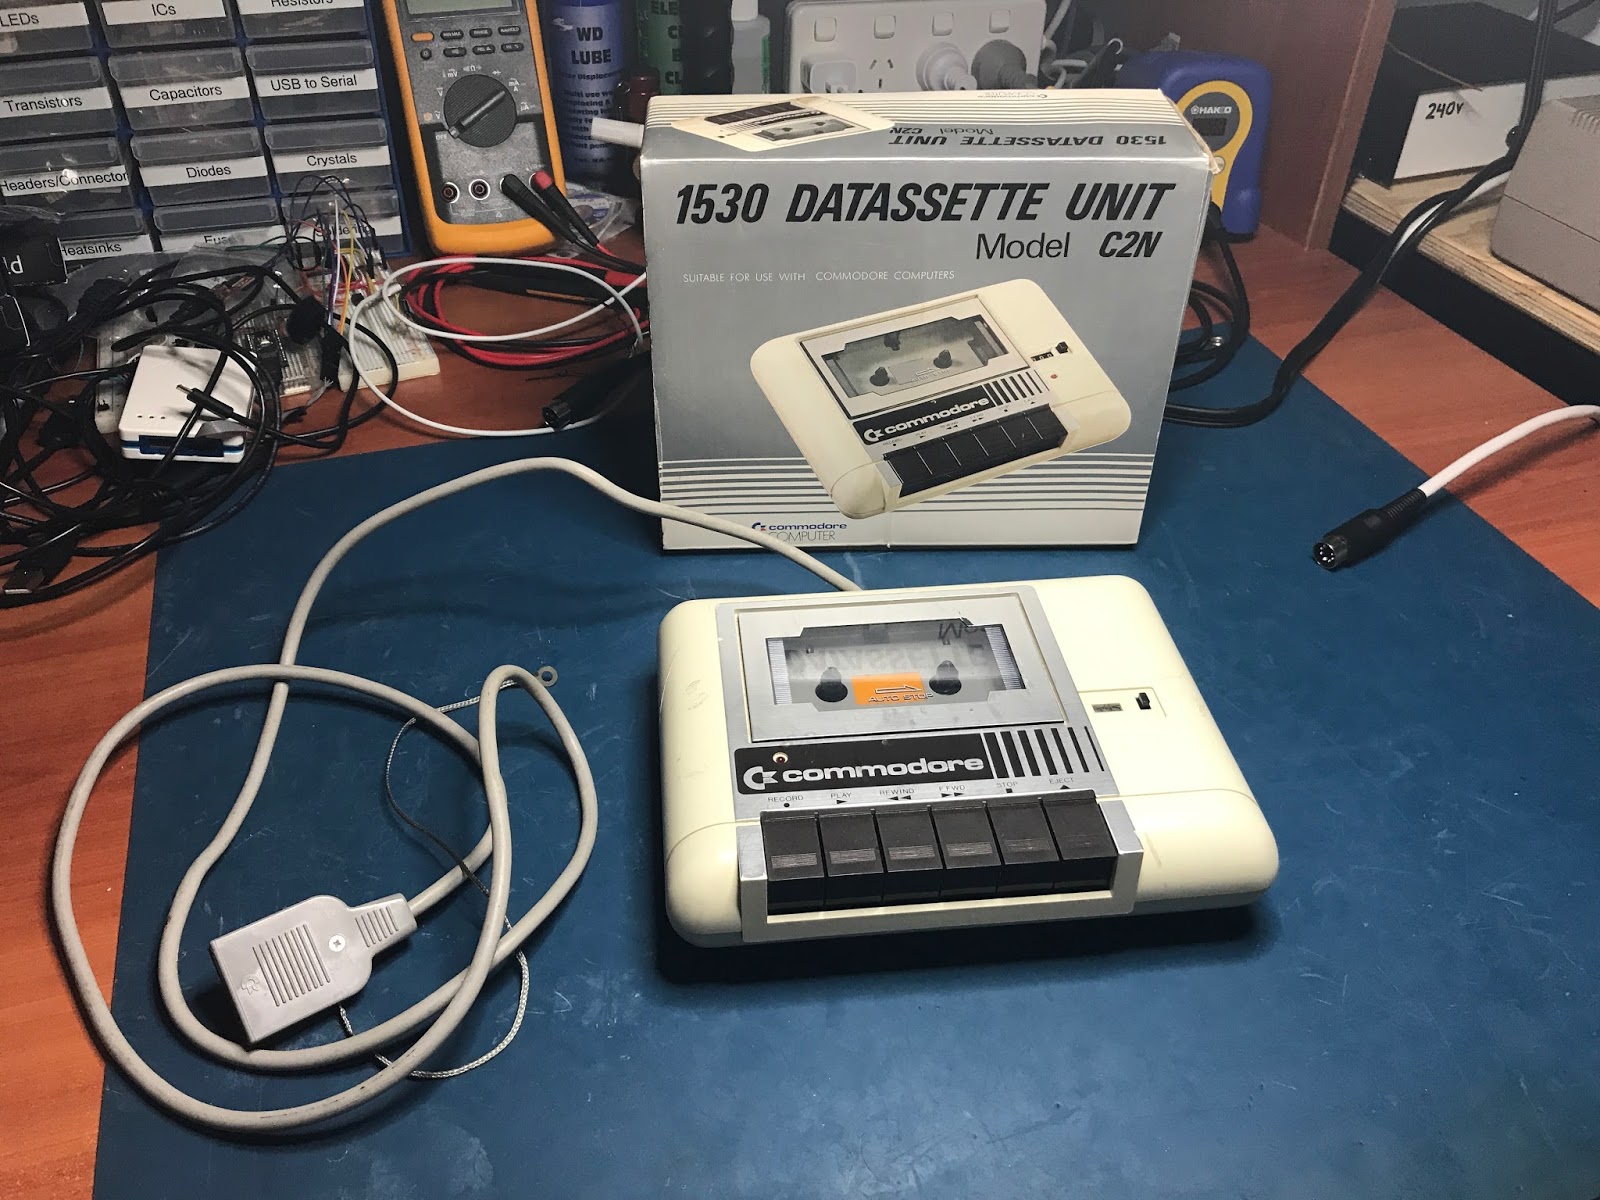 LEDs
ICs
Resistors
Transistors
Capacitors
USB to Serial
Headers/Connector
Diodes
Crystals
Heatsinks
WD
LUBE
HAKKO
240V
1530 DATASSETTE UNIT
Model C2N
1530 DATASSETTE UNIT
Model C2N
SUITABLE FOR USE WITH COMMODORE COMPUTERS
commodore
commodore
COMPUTER
AUTO STOP
commodore
RECORD PLAY REWIND F.FWD STOP EJECT